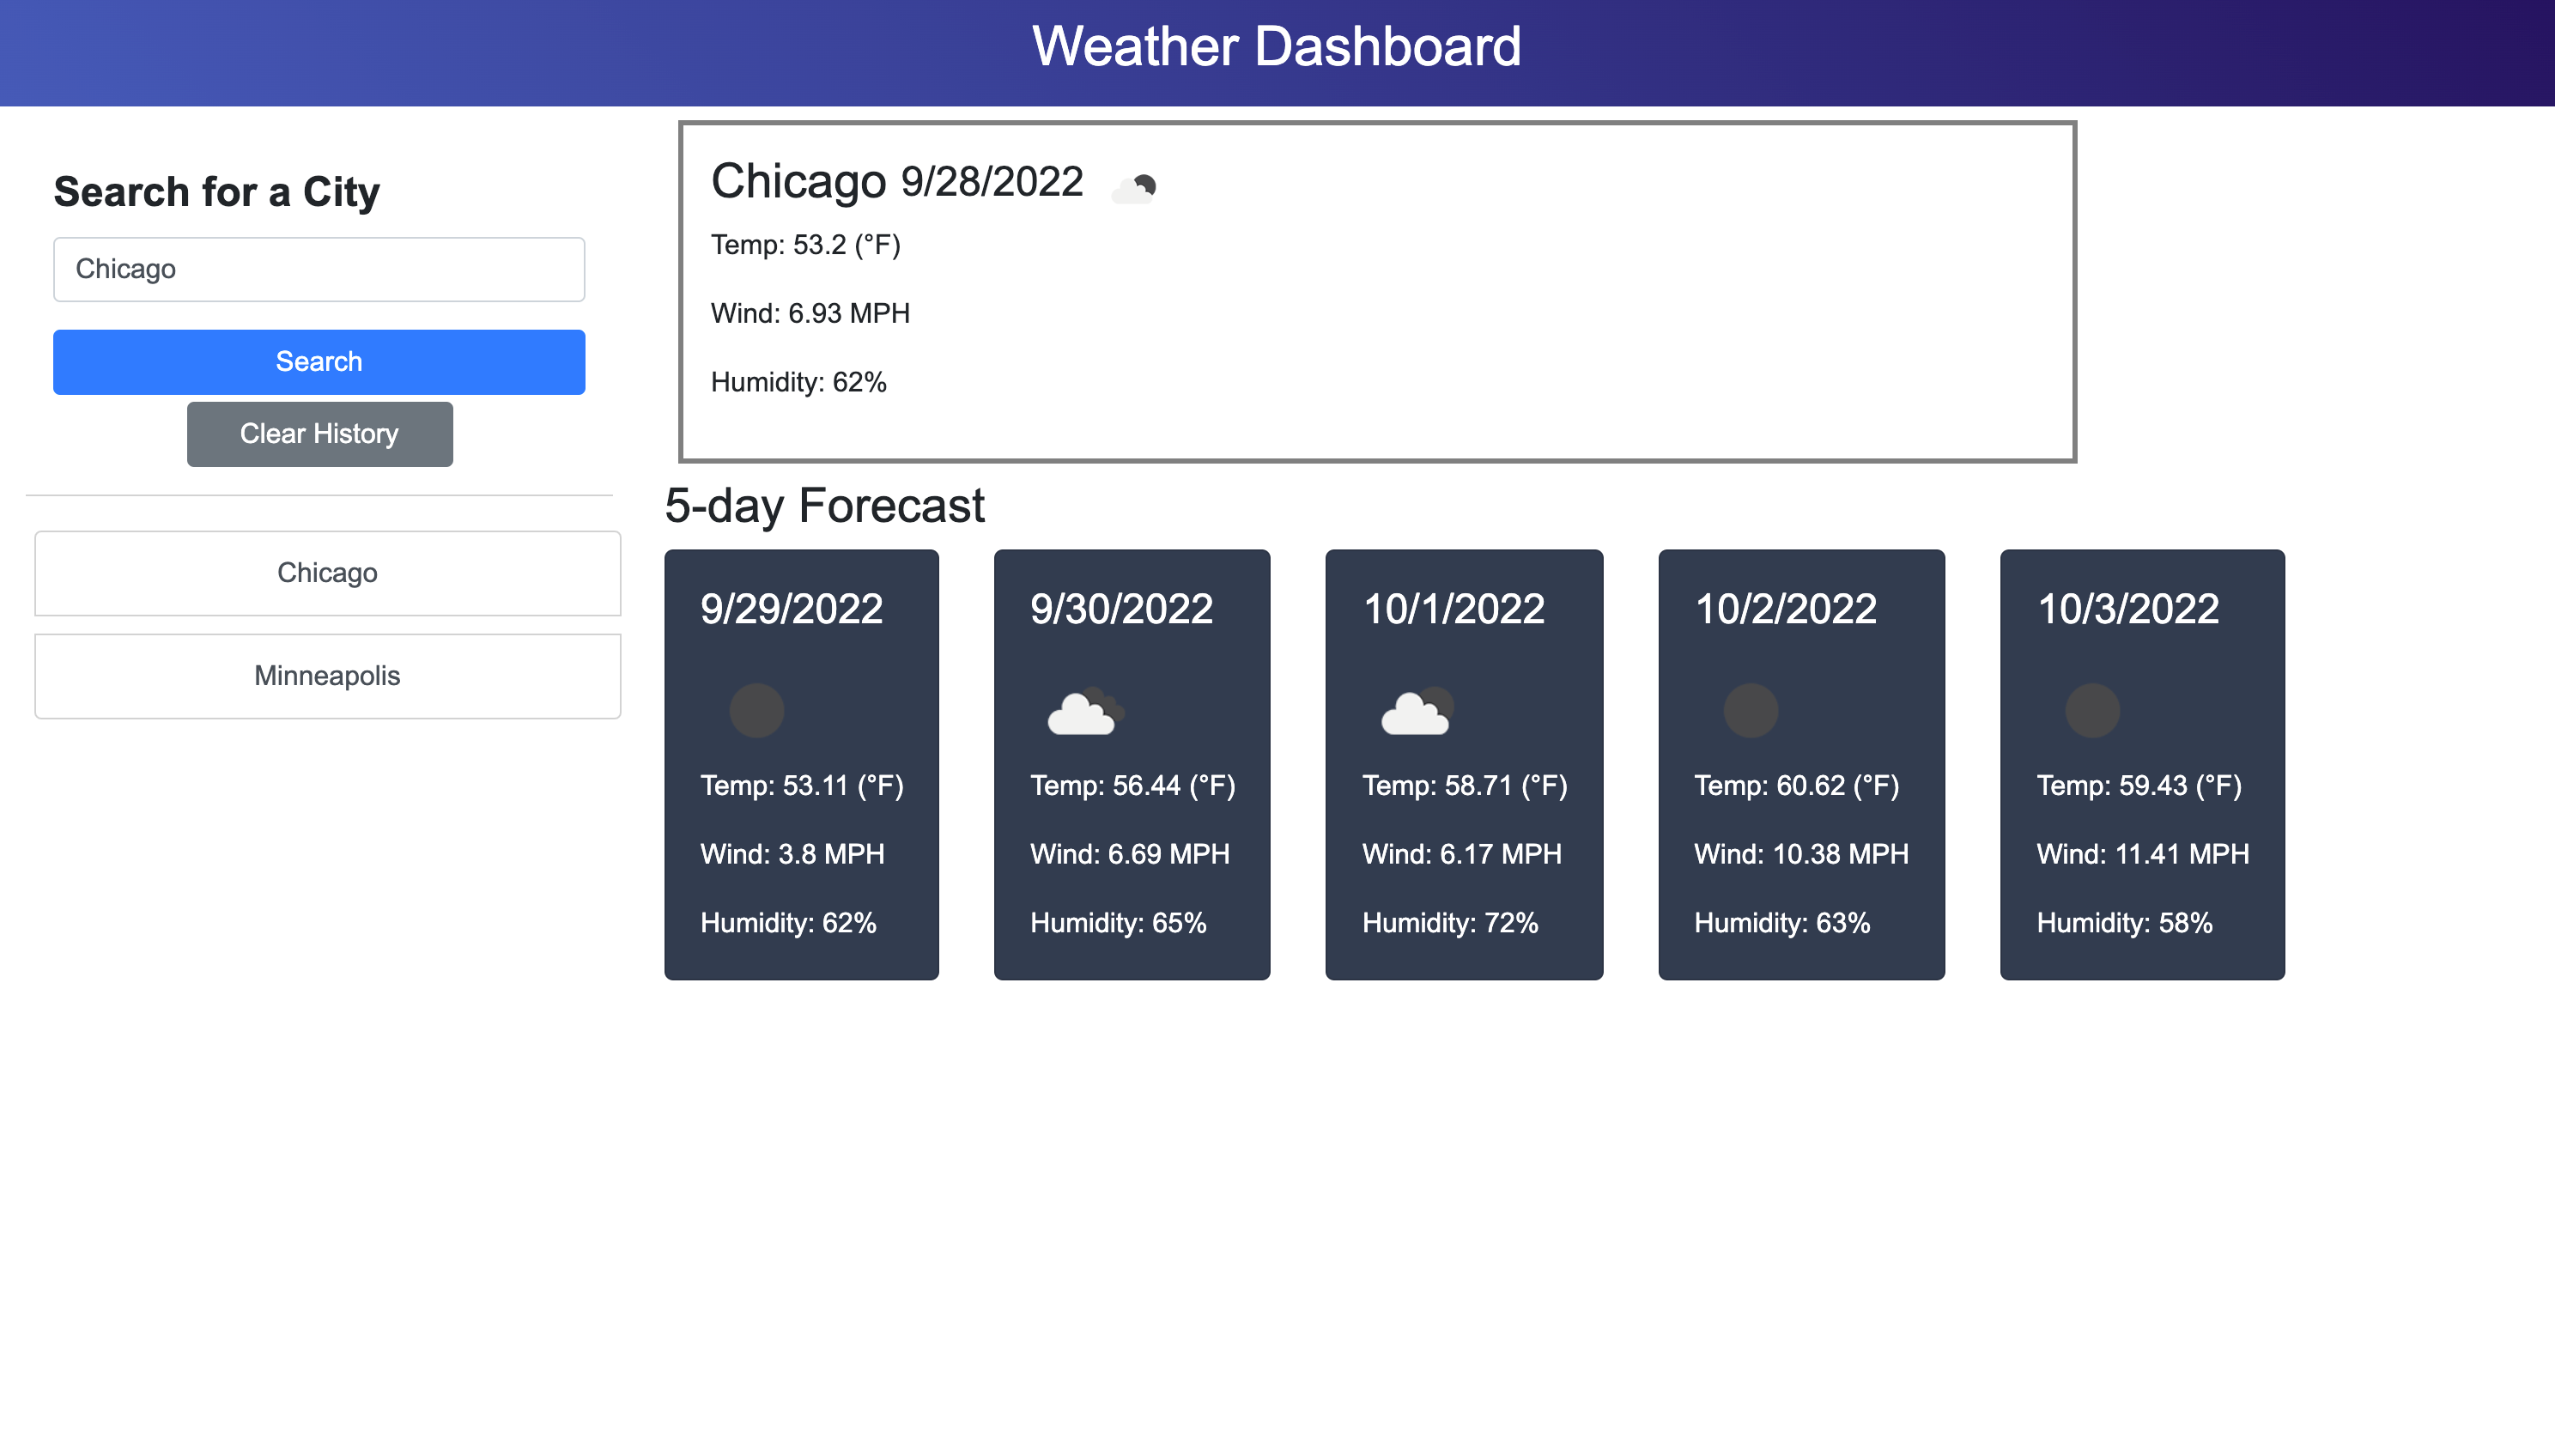 Weather Dashboard
Search for a City
Chicago
Search
Clear History
Chicago
Minneapolis
Chicago 9/28/2022
Temp: 53.2 (°F)
Wind: 6.93 MPH
Humidity: 62%
5-day Forecast
9/29/2022
Temp: 53.11 (°F)
Wind: 3.8 MPH
Humidity: 62%
9/30/2022
Temp: 56.44 (°F)
Wind: 6.69 MPH
Humidity: 65%
10/1/2022
Temp: 58.71 (°F)
Wind: 6.17 MPH
Humidity: 72%
10/2/2022
Temp: 60.62 (°F)
Wind: 10.38 MPH
Humidity: 63%
10/3/2022
Temp: 59.43 (°F)
Wind: 11.41 MPH
Humidity: 58%